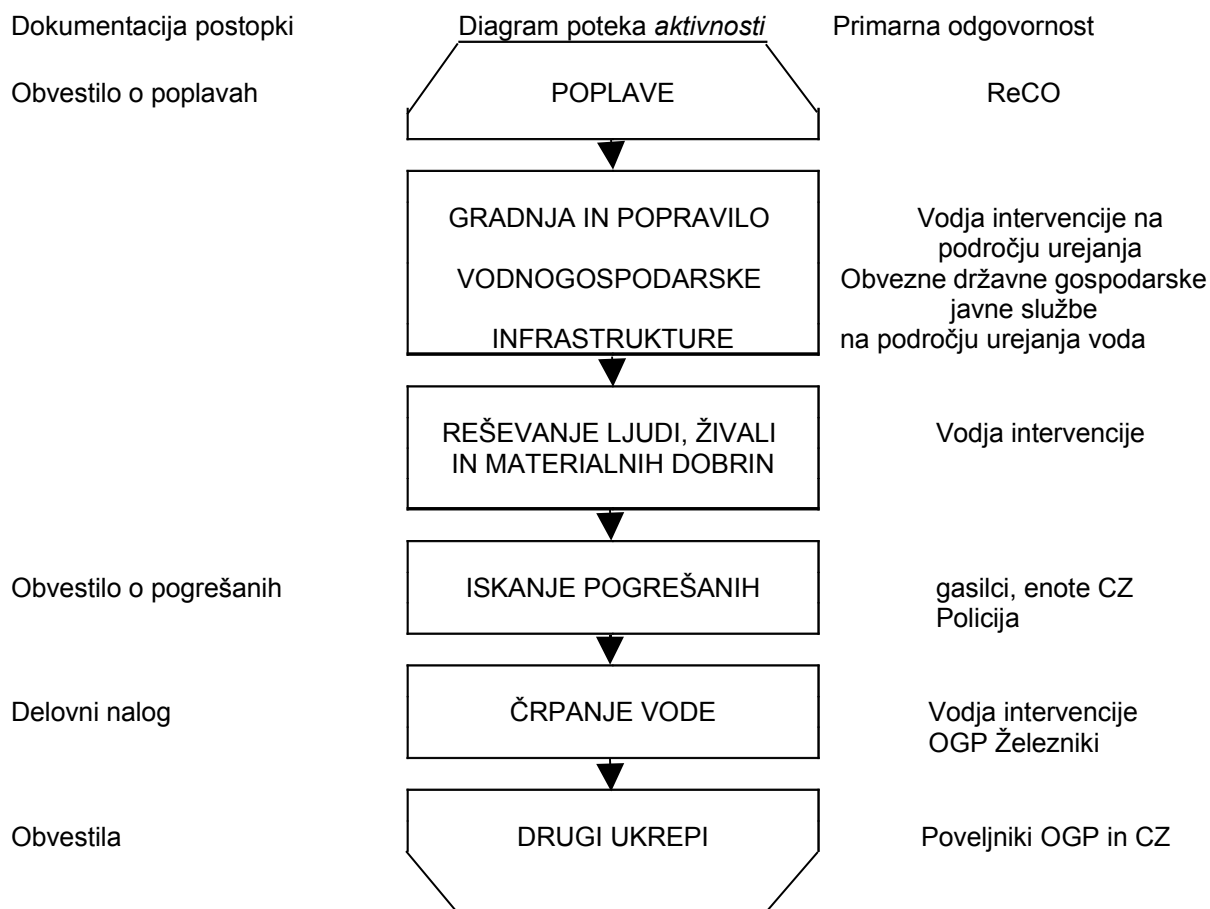 Dokumentacija postopki Diagram poteka aktivnosti Primarna odgovornost
Obvestilo o poplavah POPLAVE ReCO
GRADNJA IN POPRAVILO Vodja intervencije na
področju urejanja
VODNOGOSPODARSKE Obvezne državne gospodarske
javne službe
INFRASTRUKTURE na področju urejanja voda
REŠEVANJE LJUDI, ŽIVALI Vodja intervencije
IN MATERIALNIH DOBRIN
Obvestilo o pogrešanih ISKANJE POGREŠANIH gasilci, enote CZ
Policija
Delovni nalog ČRPANJE VODE Vodja intervencije
OGP Železniki
Obvestila DRUGI UKREPI Poveljniki OGP in CZ